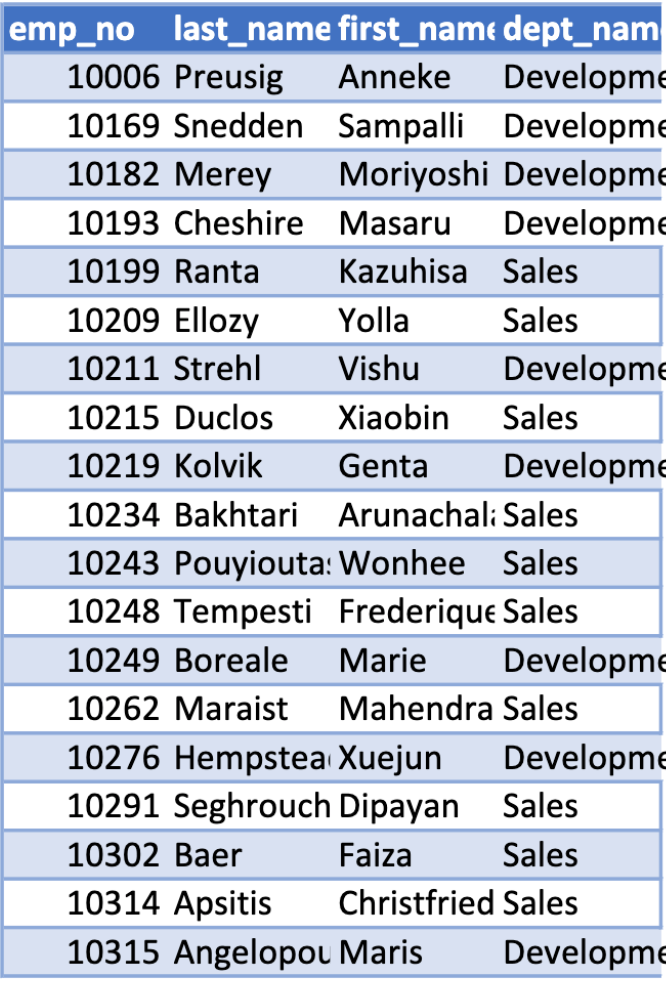 emp_no last_name first_name dept_nam
10006 Preusig Anneke Developme
10169 Snedden Sampalli Developme
10182 Merey Moriyoshi Developme
10193 Cheshire Masaru Developme
10199 Ranta Kazuhisa Sales
10209 Ellozy Yolla Sales
10211 Strehl Vishu Developme
10215 Duclos Xiaobin Sales
10219 Kolvik Genta Developme
10234 Bakhtari Arunachala Sales
10243 Pouyioutas Wonhee Sales
10248 Tempesti Frederique Sales
10249 Boreale Marie Developme
10262 Maraist Mahendra Sales
10276 Hempstea Xuejun Developme
10291 Seghrouch Dipayan Sales
10302 Baer Faiza Sales
10314 Apsitis Christfried Sales
10315 Angelopou Maris Developme